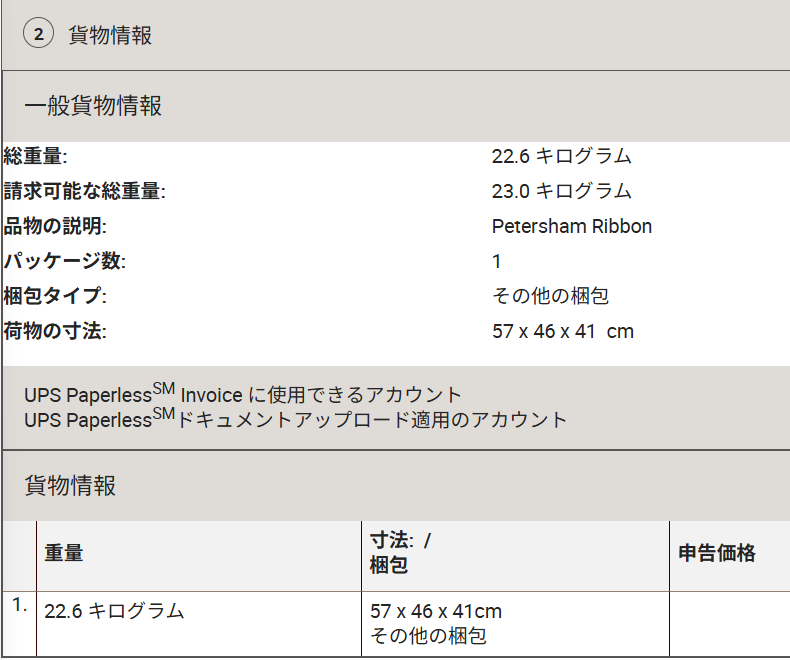 2 貨物情報
一般貨物情報
総重量: 22.6 キログラム
請求可能な総重量: 23.0 キログラム
品物の説明: Petersham Ribbon
パッケージ数: 1
梱包タイプ: その他の梱包
荷物の寸法: 57 x 46 x 41 cm
UPS PaperlessSM Invoice に使用できるアカウント
UPS PaperlessSMドキュメントアップロード適用のアカウント
貨物情報
重量 寸法: / 申告価格
梱包
1. 22.6 キログラム 57 x 46 x 41cm
その他の梱包